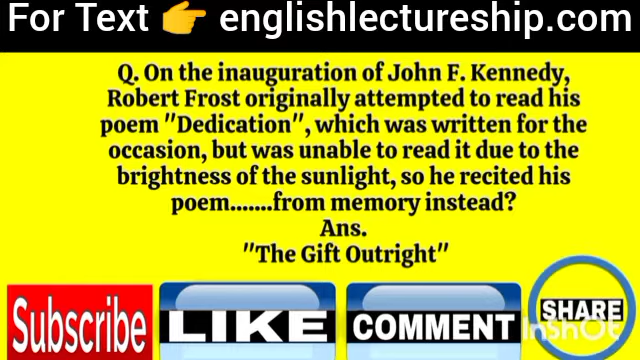 For Text 👉 englishlectureship.com
Q. On the inauguration of John F. Kennedy,
Robert Frost originally attempted to read his
poem "Dedication", which was written for the
occasion, but was unable to read it due to the
brightness of the sunlight, so he recited his
poem.......from memory instead?
Ans.
"The Gift Outright"
Subscribe LIKE COMMENT SHARE
InShOt